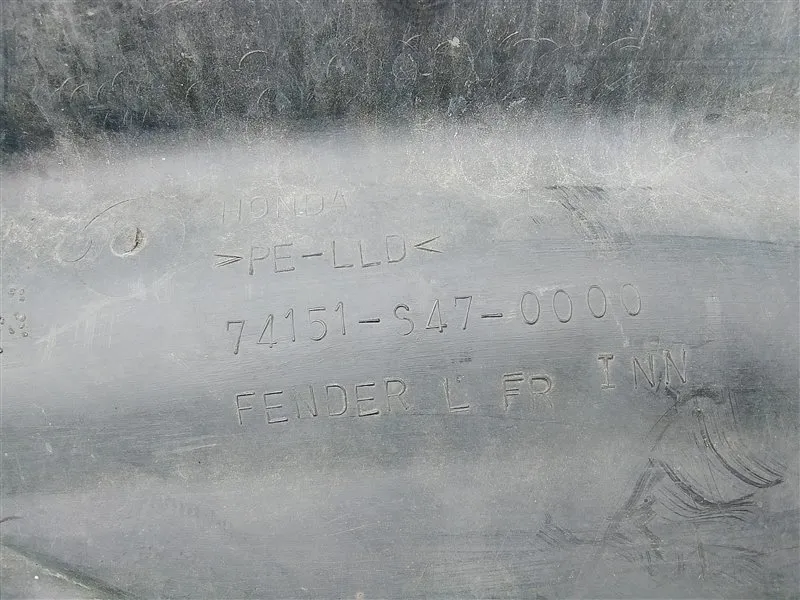 HONDA
>PE-LLD<
74151-S47-0000
FENDER L FR INN